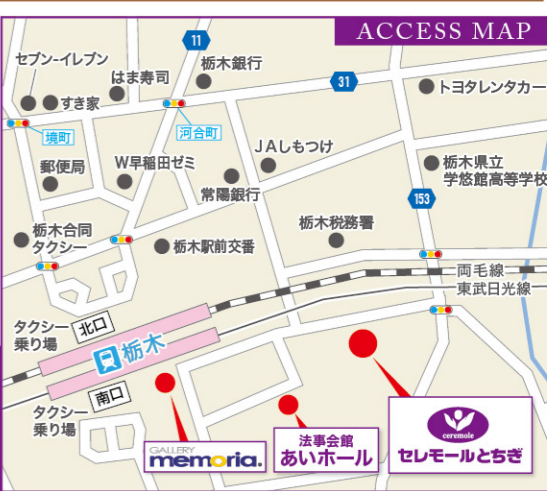 ACCESS MAP
11
セブン-イレブン
はま寿司
栃木銀行
31
トヨタレンタカー
すき家
境町
河合町
JAしもつけ
郵便局
W早稲田ゼミ
常陽銀行
栃木県立
学悠館高等学校
153
栃木合同
タクシー
栃木駅前交番
栃木税務署
両毛線
東武日光線
タクシー
乗り場
北口
栃木
南口
タクシー
乗り場
GALLERY
memoria.
法事会館
あいホール
ceremole
セレモールとちぎ